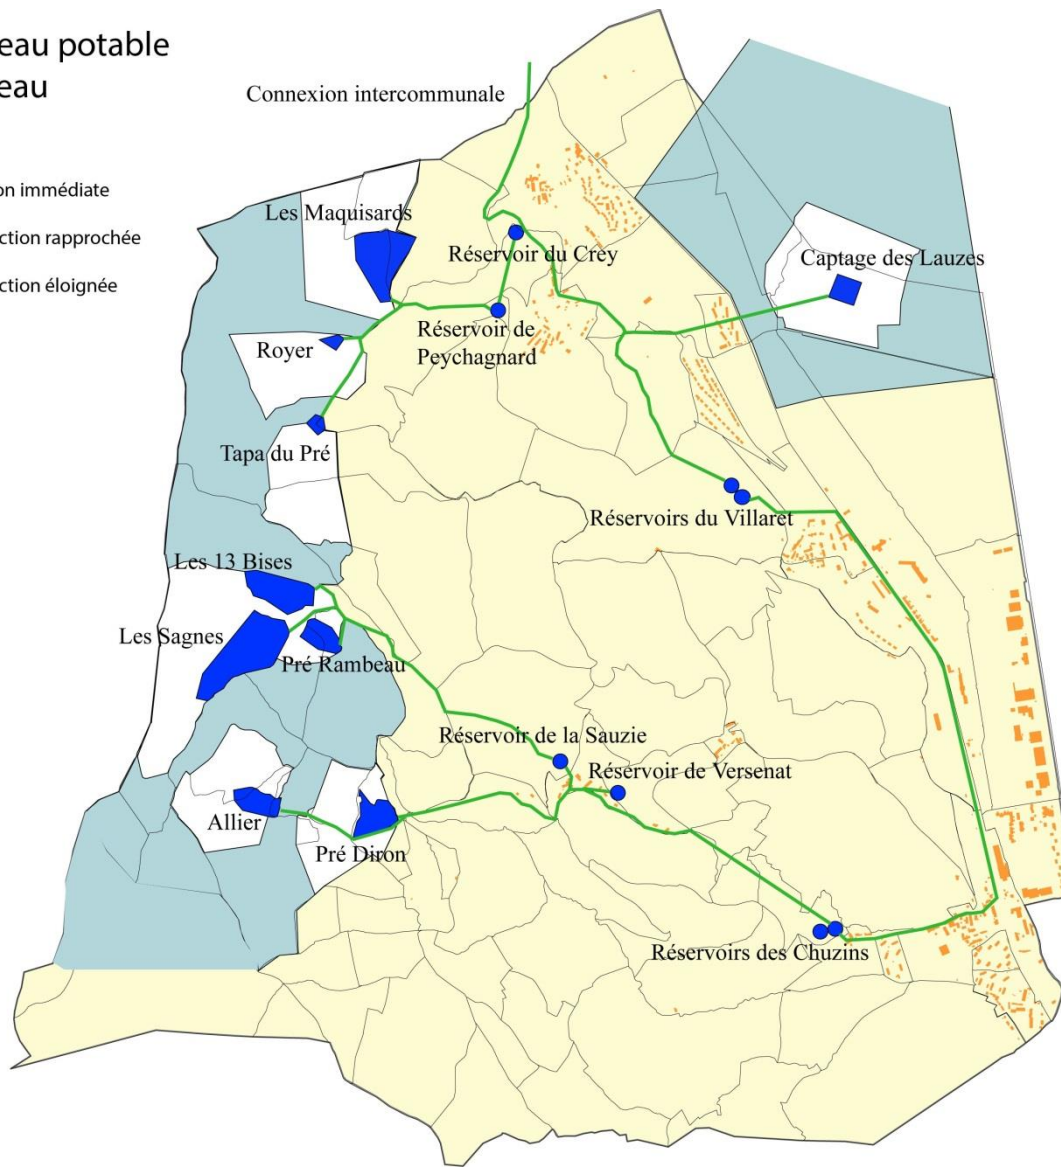 eau potable
eau
on immédiate
ction rapprochée
ction éloignée
Connexion intercommunale
Les Maquisards
Réservoir du Crey
Captage des Lauzes
Réservoir de
Peychagnard
Royer
Tapa du Pré
Réservoirs du Villaret
Les 13 Bises
Les Sagnes
Pré Rambeau
Réservoir de la Sauzie
Réservoir de Versenat
Allier
Pré Diron
Réservoirs des Chuzins